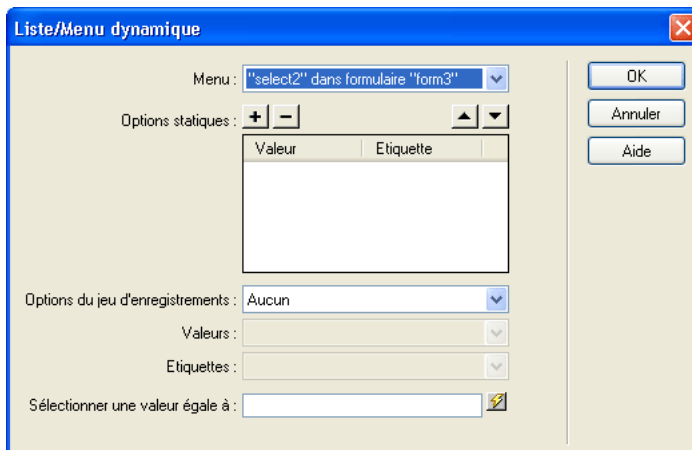 Liste/Menu dynamique
Menu : "select2" dans formulaire "form3"
OK
Options statiques :
Annuler
Valeur Etiquette
Aide
Options du jeu d'enregistrements : Aucun
Valeurs :
Etiquettes :
Sélectionner une valeur égale à :